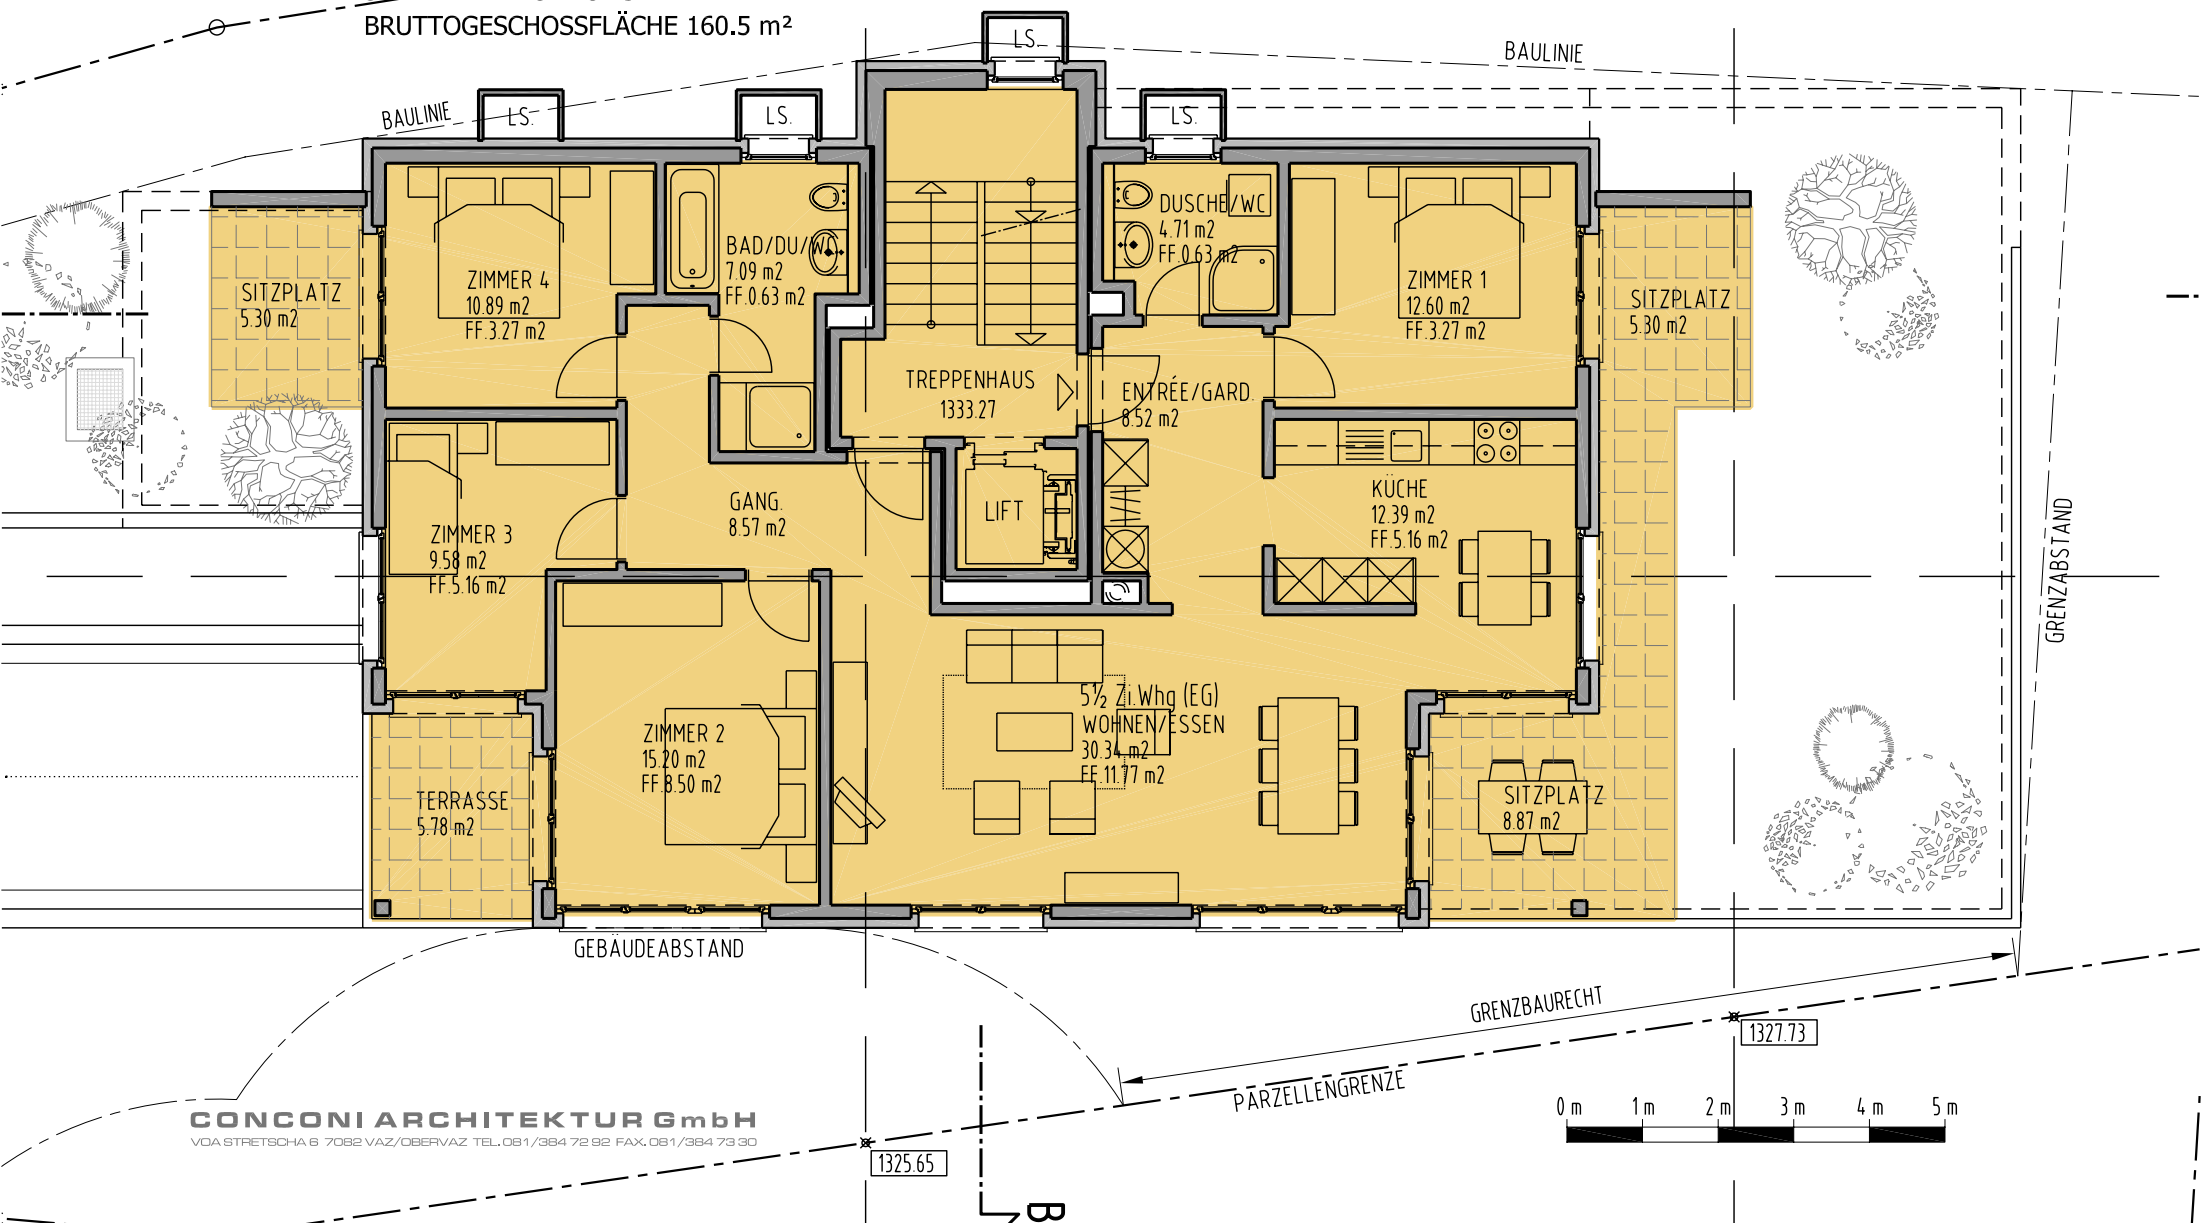 BRUTTOGESCHOSSFLÄCHE 160.5 m²
LS.
BAULINIE
BAULINIE
LS.
LS.
LS.
ZIMMER 4
10.89 m2
FF.3.27 m2
BAD/DU/WC
7.09 m2
FF.0.63 m2
DUSCHE/WC
4.71 m2
FF.0.63 m2
ZIMMER 1
12.60 m2
FF.3.27 m2
SITZPLATZ
5.30 m2
SITZPLATZ
5.30 m2
TREPPENHAUS
1333.27
ENTRÉE/GARD.
8.52 m2
GANG.
8.57 m2
LIFT
KÜCHE
12.39 m2
FF.5.16 m2
ZIMMER 3
9.58 m2
FF.5.16 m2
GRENZABSTAND
ZIMMER 2
15.20 m2
FF.8.50 m2
5½ Zi.Whg (EG)
WOHNEN/ESSEN
30.34 m2
FF.11.77 m2
TERRASSE
5.78 m2
SITZPLATZ
8.87 m2
GEBÄUDEABSTAND
GRENZBAURECHT
1327.73
PARZELLENGRENZE
0 m 1 m 2 m 3 m 4 m 5 m
CONCONI ARCHITEKTUR GmbH
VOA STRETSCHA 6 7082 VAZ/OBERVAZ TEL. 081/384 72 92 FAX. 081/384 73 30
1325.65
B